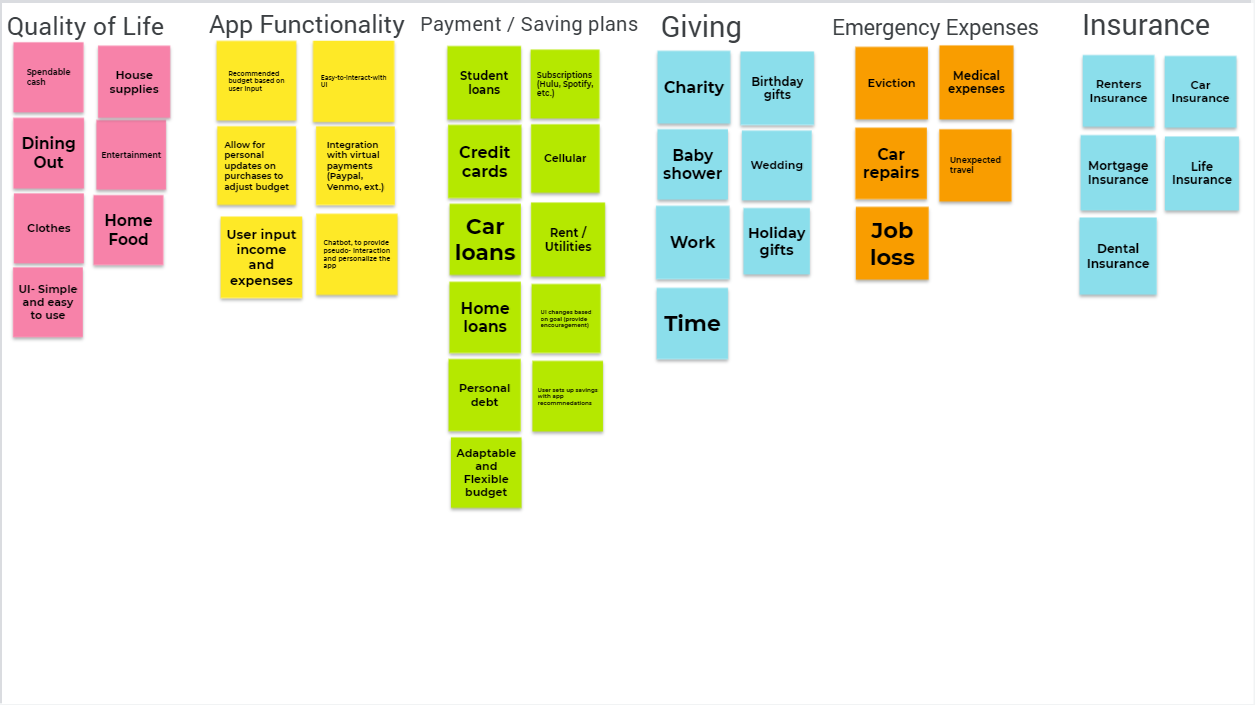 Quality of Life
Spendable
cash
House
supplies
Dining
Out
Entertainment
Clothes
Home
Food
UI- Simple
and easy
to use
App Functionality
Recommended
budget based on
user input
Easy-to-interact-with
UI
Allow for
personal
updates on
purchases to
adjust budget
Integration
with virtual
payments
(Paypal,
Venmo, ext.)
User input
income
and
expenses
Chatbot, to provide
pseudo- interaction
and personalize the
app
Payment / Saving plans
Student
loans
Subscriptions
(Hulu, Spotify,
etc.)
Credit
cards
Cellular
Car
loans
Rent /
Utilities
Home
loans
UI changes based
on goal (provide
encouragement)
Personal
debt
User sets up savings
with app
recommnedations
Adaptable
and
Flexible
budget
Giving
Charity
Birthday
gifts
Baby
shower
Wedding
Work
Holiday
gifts
Time
Emergency Expenses
Eviction
Medical
expenses
Car
repairs
Unexpected
travel
Job
loss
Insurance
Renters
Insurance
Car
Insurance
Mortgage
Insurance
Life
Insurance
Dental
Insurance